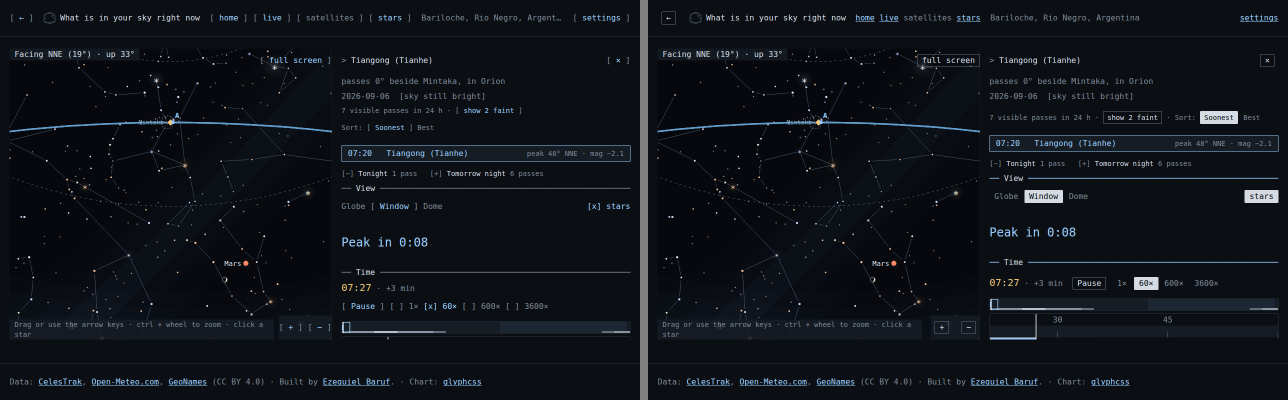 [ ← ] What is in your sky right now [ home ] [ live ] [ satellites ] [ stars ] Bariloche, Rio Negro, Argent… [ settings ]
Facing NNE (19°) · up 33°
[ full screen ]
> Tiangong (Tianhe) [ × ]
passes 0° beside Mintaka, in Orion
2026-09-06 [sky still bright]
7 visible passes in 24 h · [ show 2 faint ]
Sort: [ Soonest ] Best
Mintaka
07:20 Tiangong (Tianhe) peak 48° NNE · mag −2.1
[−] Tonight 1 pass [+] Tomorrow night 6 passes
View
Globe [ Window ] Dome [x] stars
Peak in 0:08
Mars
Time
07:27 · +3 min
[ Pause ] [ ] 1× [x] 60× [ ] 600× [ ] 3600×
Drag or use the arrow keys · ctrl + wheel to zoom · click a
star
[ + ] [ − ]
Data: CelesTrak, Open-Meteo.com, GeoNames (CC BY 4.0) · Built by Ezequiel Baruf. · Chart: glyphcss
← What is in your sky right now home live satellites stars Bariloche, Rio Negro, Argentina settings
Facing NNE (19°) · up 33°
full screen
> Tiangong (Tianhe) ×
passes 0° beside Mintaka, in Orion
2026-09-06 [sky still bright]
7 visible passes in 24 h · show 2 faint · Sort: Soonest Best
Mintaka
07:20 Tiangong (Tianhe) peak 48° NNE · mag −2.1
[−] Tonight 1 pass [+] Tomorrow night 6 passes
View
Globe Window Dome stars
Peak in 0:08
Mars
Time
07:27 · +3 min Pause 1× 60× 600× 3600×
30 45
Drag or use the arrow keys · ctrl + wheel to zoom · click a
star
+ −
Data: CelesTrak, Open-Meteo.com, GeoNames (CC BY 4.0) · Built by Ezequiel Baruf. · Chart: glyphcss